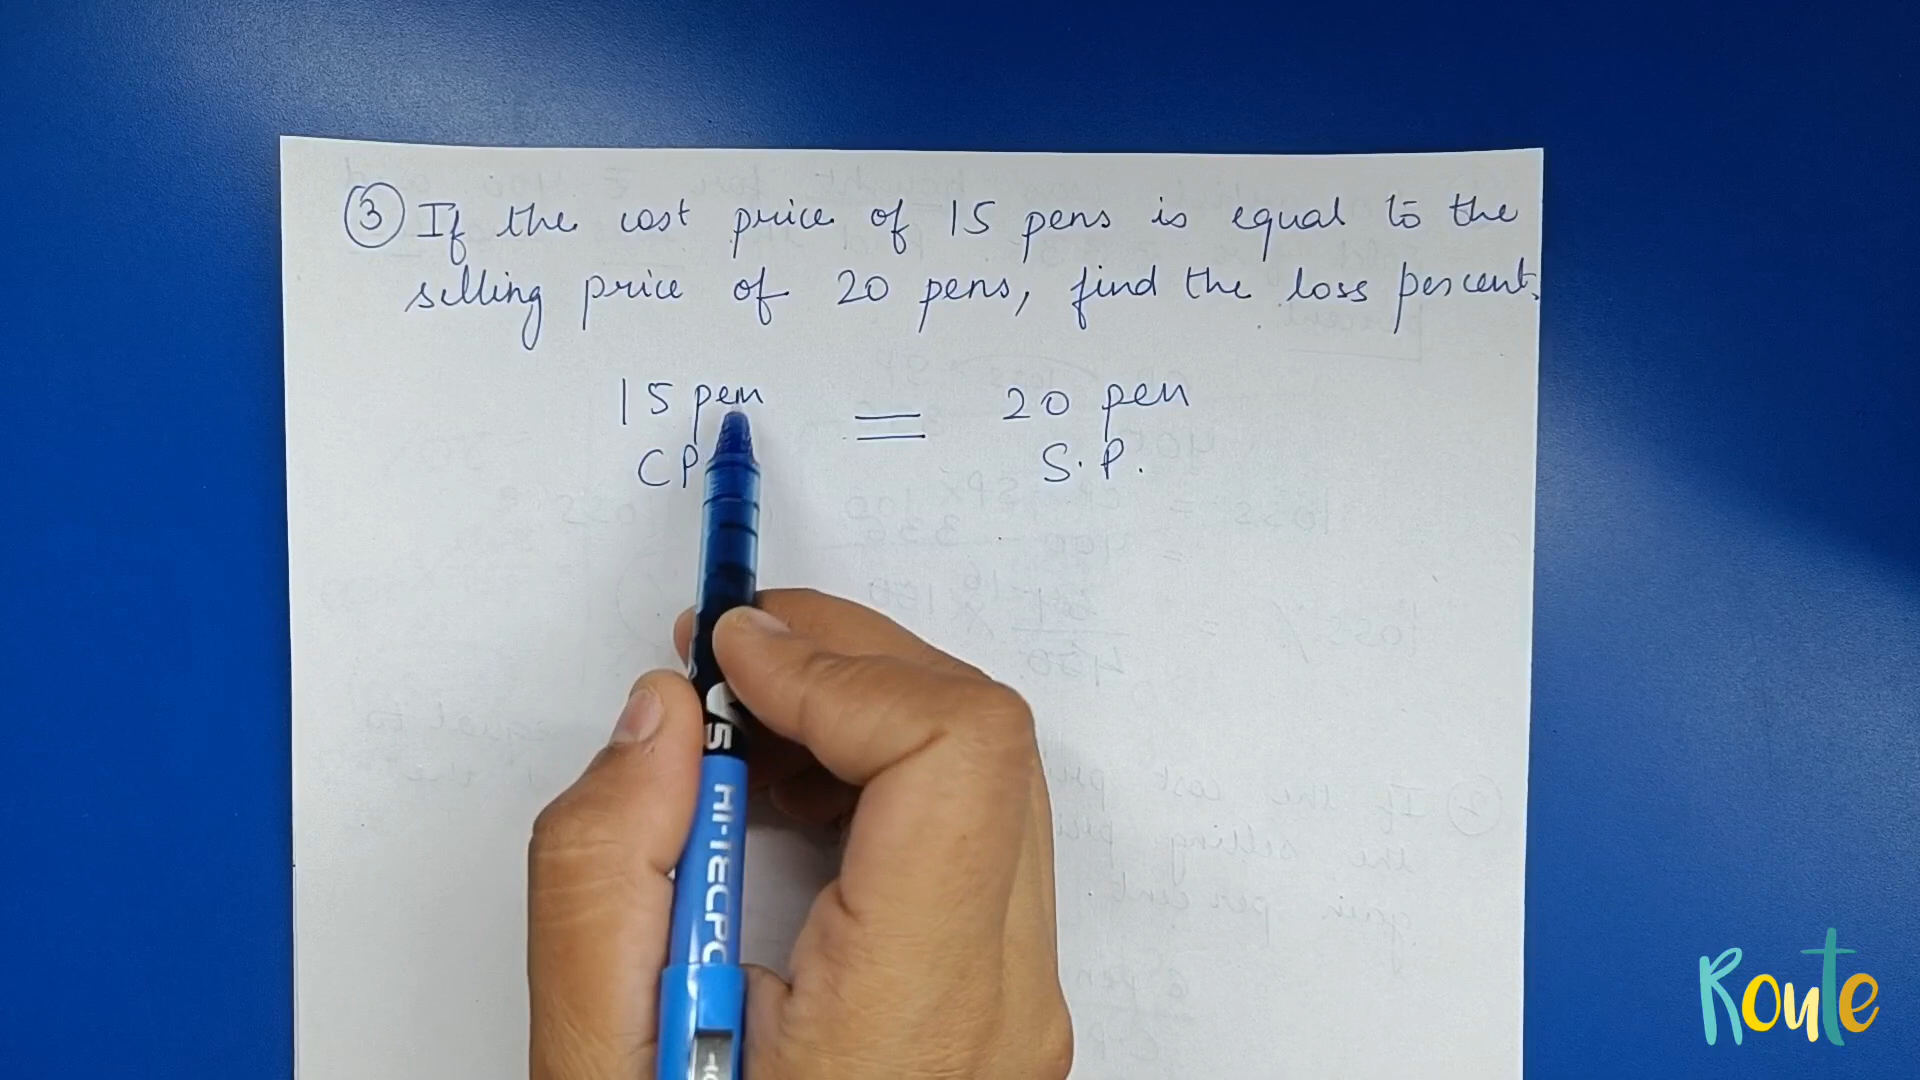 3 If the cost price of 15 pens is equal to the
selling price of 20 pens, find the loss percent.
15 pen = 20 pen
CP S.P.
V5
HI-TECPO
Route